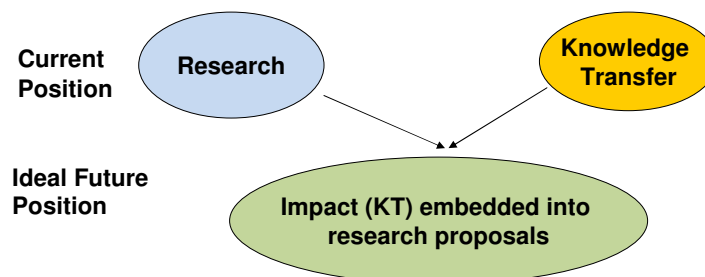 Current
Position
Research
Knowledge
Transfer
Ideal Future
Position
Impact (KT) embedded into
research proposals